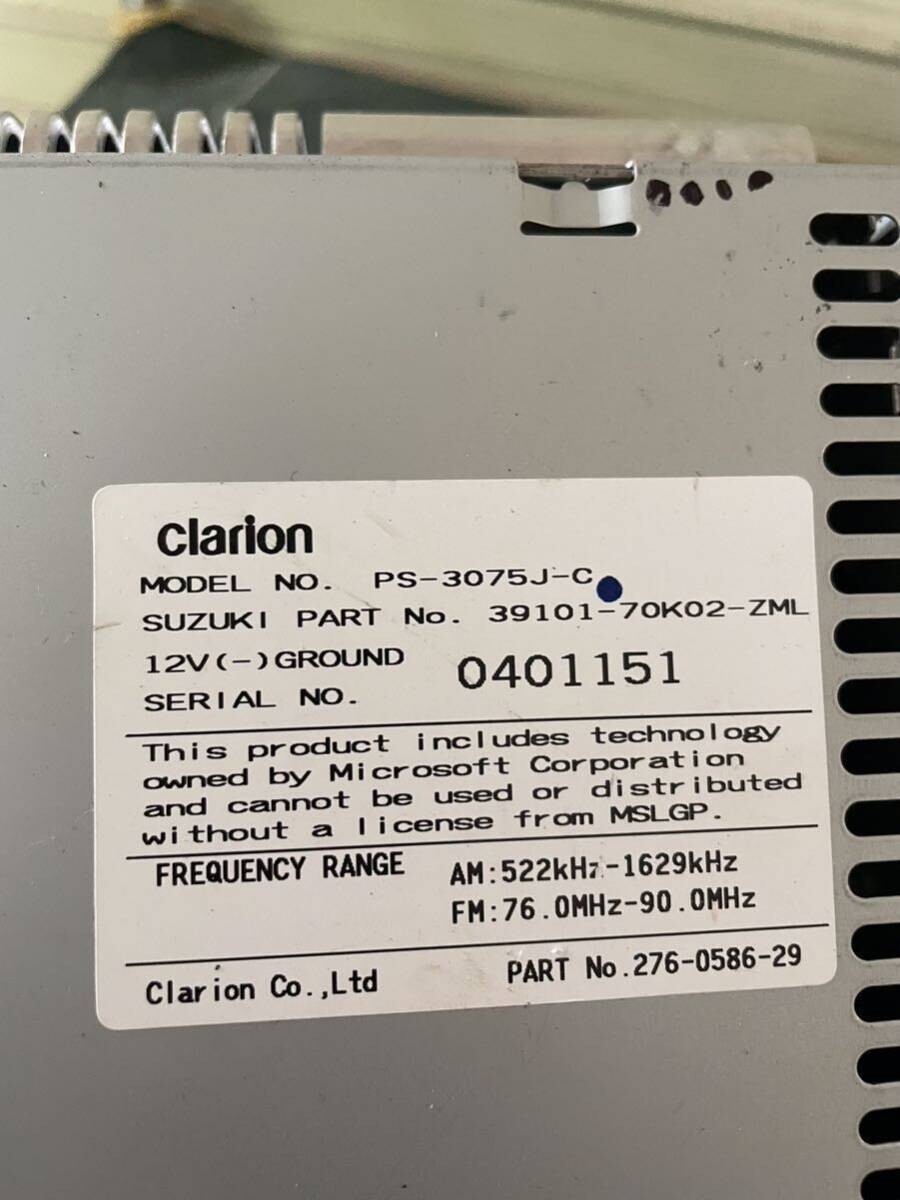 clarion
MODEL NO. PS-3075J-C
SUZUKI PART No. 39101-70K02-ZML
12V(-)GROUND
SERIAL NO. 0401151
This product includes technology
owned by Microsoft Corporation
and cannot be used or distributed
without a license from MSLGP.
FREQUENCY RANGE AM:522kHz-1629kHz
FM:76.0MHz-90.0MHz
Clarion Co.,Ltd PART No.276-0586-29